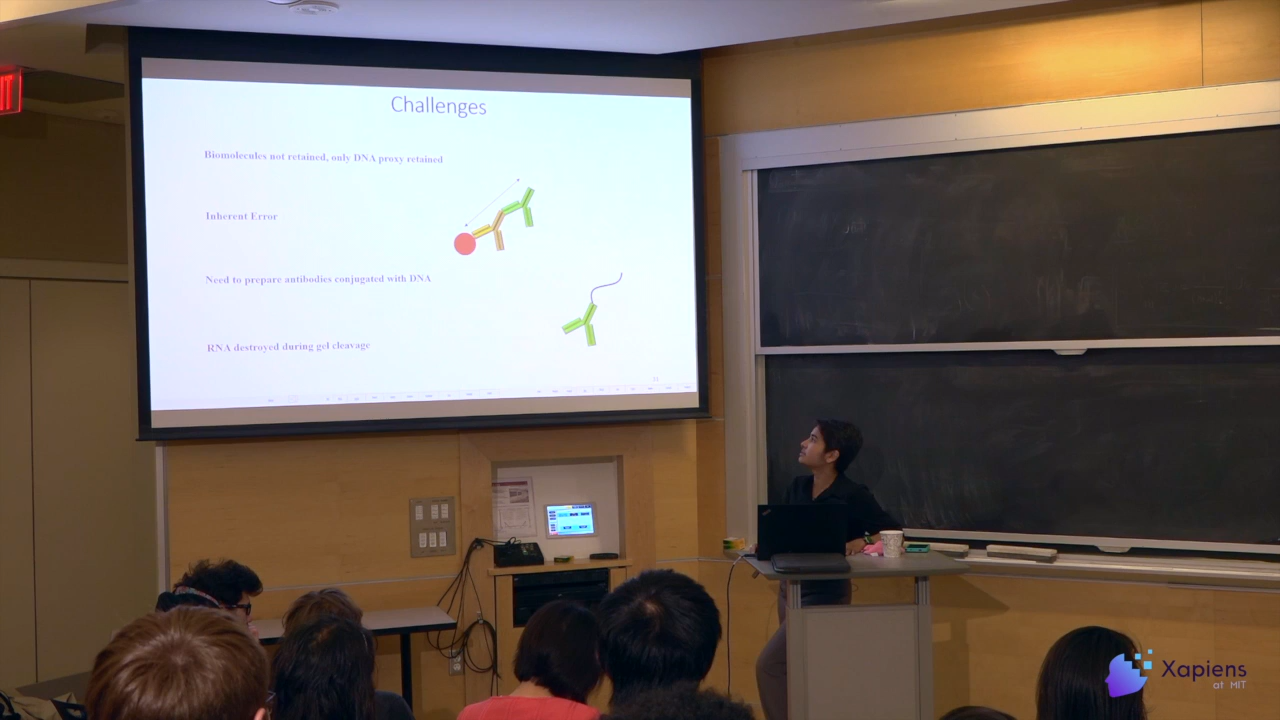 Challenges
Biomolecules not retained, only DNA proxy retained
Inherent Error
Need to prepare antibodies conjugated with DNA
RNA destroyed during gel cleavage
Xapiens
at MIT